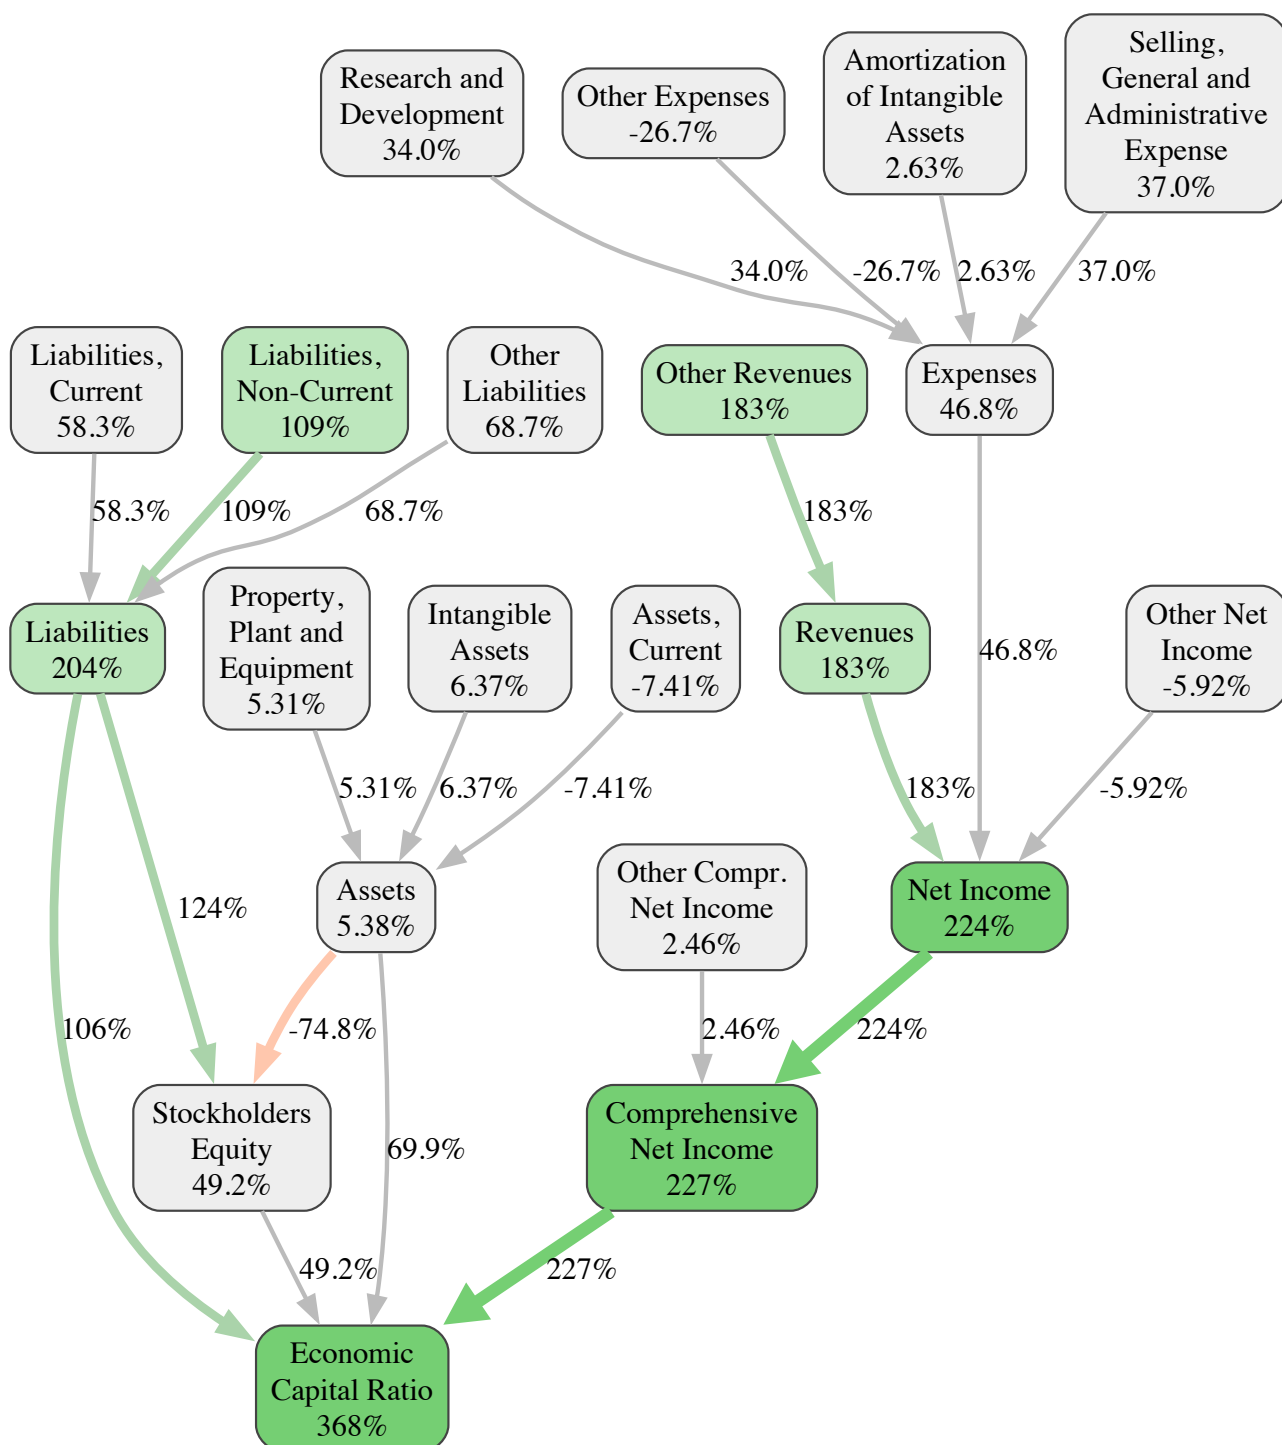 Selling,
General and
Administrative
Expense
37.0%
Amortization
of Intangible
Assets
2.63%
Research and
Development
34.0%
Other Expenses
-26.7%
34.0%
-26.7%
2.63%
37.0%
Liabilities,
Current
58.3%
Liabilities,
Non-Current
109%
Other
Liabilities
68.7%
Other Revenues
183%
Expenses
46.8%
58.3%
109%
68.7%
183%
Liabilities
204%
Property,
Plant and
Equipment
5.31%
Intangible
Assets
6.37%
Assets,
Current
-7.41%
Revenues
183%
46.8%
Other Net
Income
-5.92%
5.31%
6.37%
-7.41%
183%
-5.92%
124%
Assets
5.38%
Other Compr.
Net Income
2.46%
Net Income
224%
106%
-74.8%
2.46%
224%
Stockholders
Equity
49.2%
69.9%
Comprehensive
Net Income
227%
49.2%
227%
Economic
Capital Ratio
368%